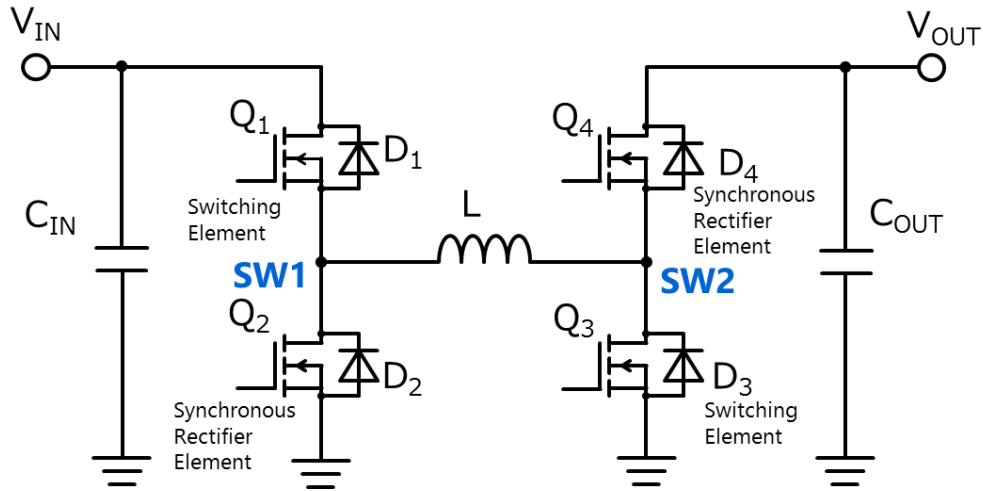 VIN
VOUT
Q1
D1
Switching
Element
Q4
D4
Synchronous
Rectifier
Element
CIN
L
COUT
SW1
SW2
Q2
D2
Synchronous
Rectifier
Element
Q3
D3
Switching
Element